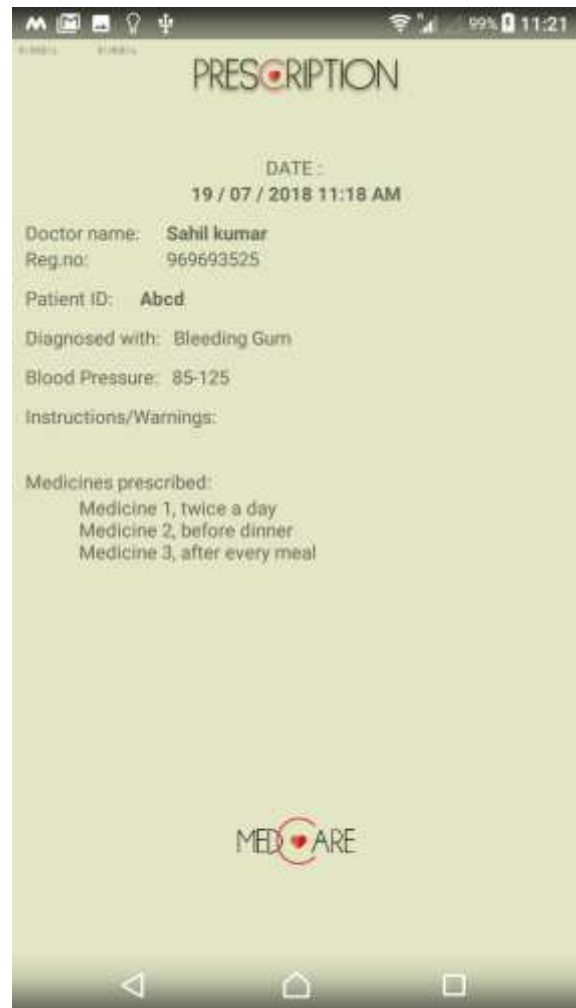 99% 11:21
PRESCRIPTION
DATE :
19 / 07 / 2018 11:18 AM
Doctor name: Sahil kumar
Reg.no: 969693525
Patient ID: Abcd
Diagnosed with: Bleeding Gum
Blood Pressure: 85-125
Instructions/Warnings:
Medicines prescribed:
Medicine 1, twice a day
Medicine 2, before dinner
Medicine 3, after every meal
MEDCARE